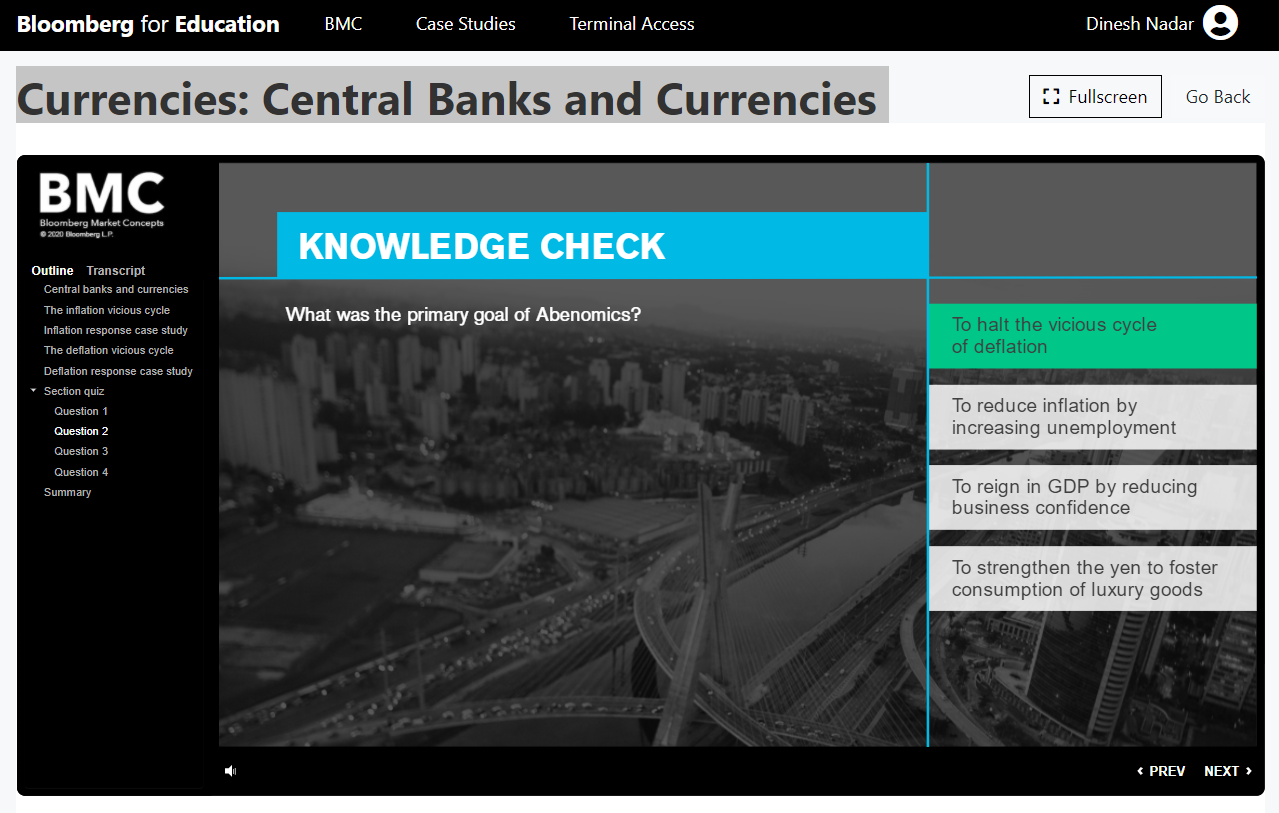 Bloomberg for Education
BMC
Case Studies
Terminal Access
Dinesh Nadar
Currencies: Central Banks and Currencies
Fullscreen
Go Back
BMC
Bloomberg Market Concepts
© 2020 Bloomberg L.P.
Outline
Transcript
Central banks and currencies
The inflation vicious cycle
Inflation response case study
The deflation vicious cycle
Deflation response case study
Section quiz
Question 1
Question 2
Question 3
Question 4
Summary
KNOWLEDGE CHECK
What was the primary goal of Abenomics?
To halt the vicious cycle
of deflation
To reduce inflation by
increasing unemployment
To reign in GDP by reducing
business confidence
To strengthen the yen to foster
consumption of luxury goods
‹ PREV
NEXT ›